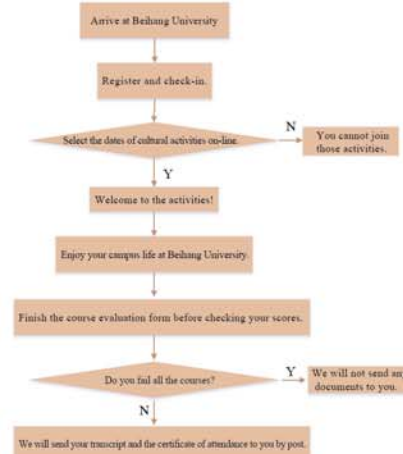 Arrive at Beihang University
Register and check-in.
Select the dates of cultural activities on-line.
N
You cannot join
those activities.
Y
Welcome to the activities!
Enjoy your campus life at Beihang University.
Finish the course evaluation form before checking your scores.
Do you fail all the courses?
Y
We will not send any
documents to you.
N
We will send your transcript and the certificate of attendance to you by post.